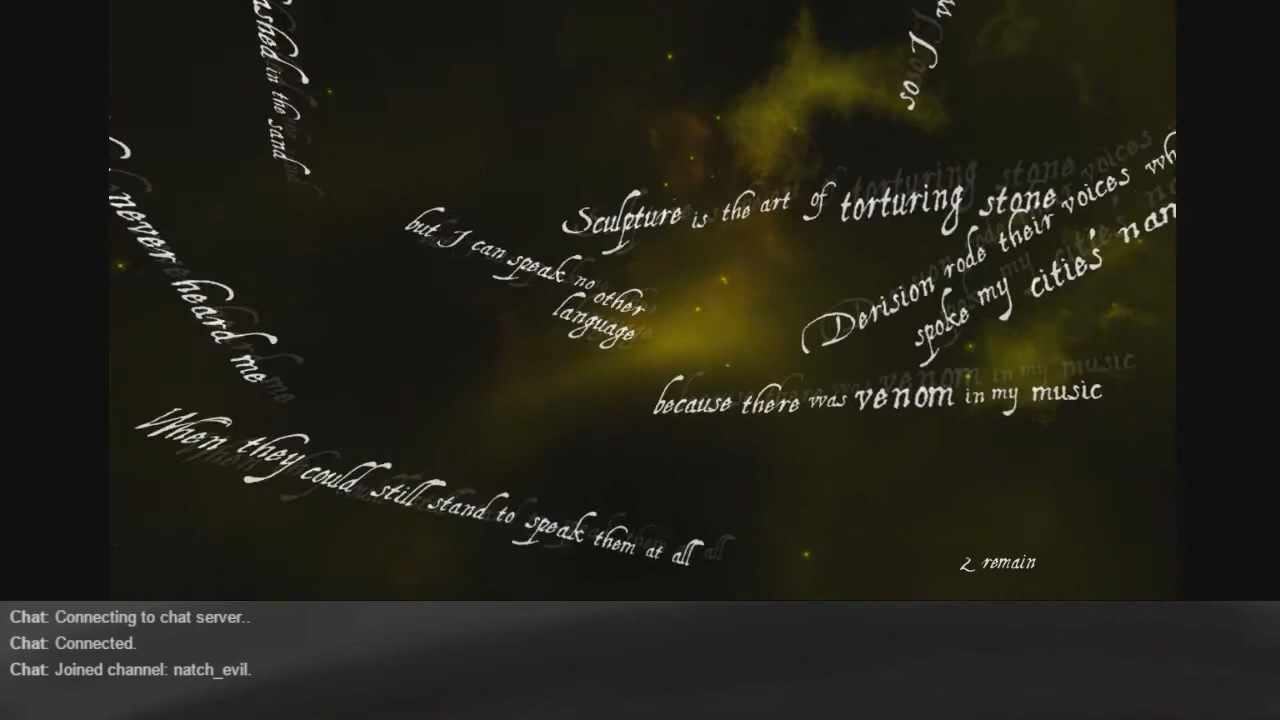 ashed in the sand
so I
never heard me
Sculpture is the art of torturing stone
but I can speak no other
language
Derision rode their voices wh
spoke my cities' nam
because there was venom in my music
When they could still stand to speak them at all
2 remain
Chat: Connecting to chat server..
Chat: Connected.
Chat: Joined channel: natch_evil.